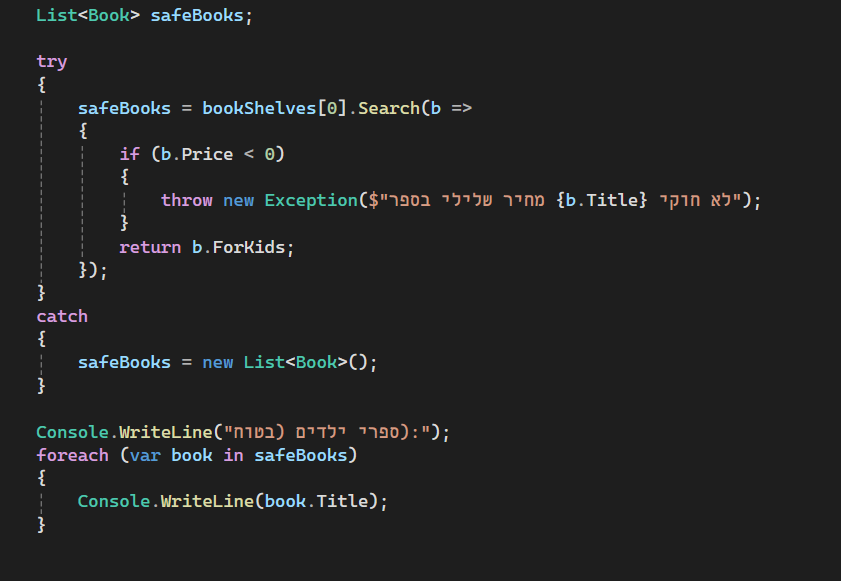 List<Book> safeBooks;
try
{
safeBooks = bookShelves[0].Search(b =>
{
if (b.Price < 0)
{
throw new Exception($"מחיר שלילי בספר {b.Title} לא חוקי");
}
return b.ForKids;
});
}
catch
{
safeBooks = new List<Book>();
}
Console.WriteLine("ספרי ילדים (בטוח):");
foreach (var book in safeBooks)
{
Console.WriteLine(book.Title);
}